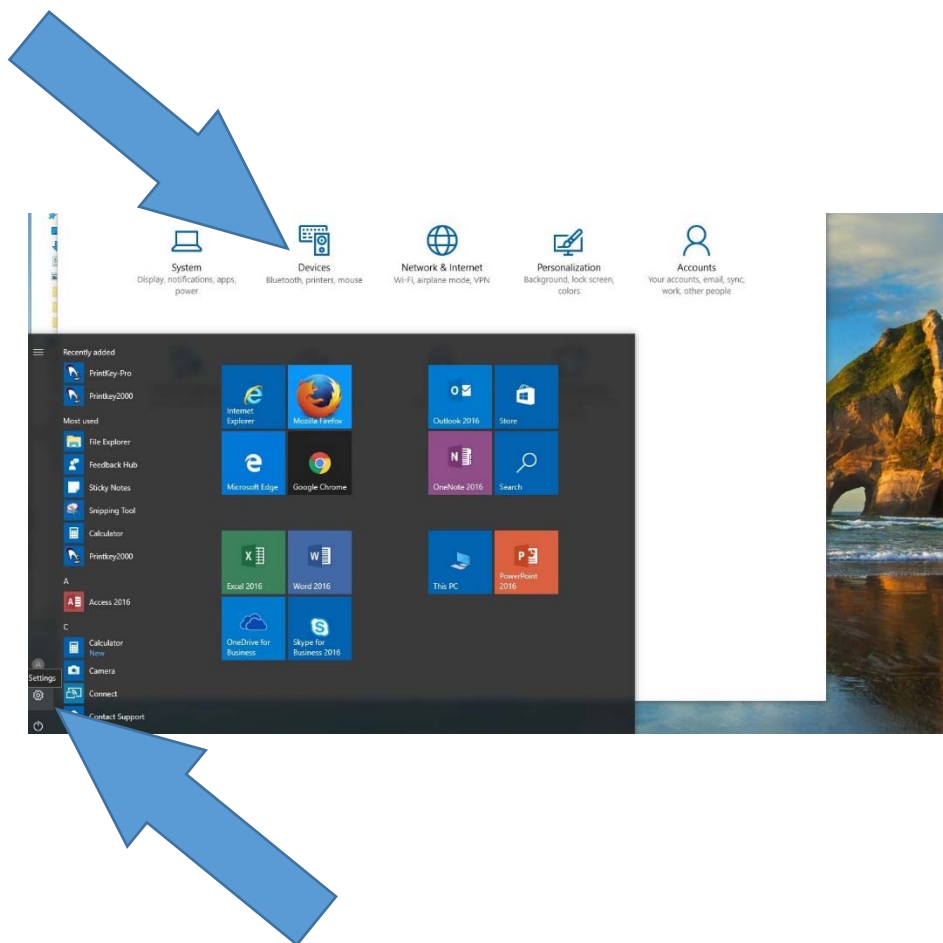 System
Display, notifications, apps,
power
Devices
Bluetooth, printers, mouse
Network & Internet
Wi-Fi, airplane mode, VPN
Personalization
Background, lock screen,
colors
Accounts
Your accounts, email, sync,
work, other people
Recently added
PrintKey-Pro
Printkey2000
Most used
File Explorer
Feedback Hub
Sticky Notes
Snipping Tool
Calculator
Printkey2000
A
Access 2016
C
Calculator
New
Camera
Connect
Contact Support
Settings
Internet
Explorer
Mozilla Firefox
Microsoft Edge
Google Chrome
Outlook 2016
Store
OneNote 2016
Search
Excel 2016
Word 2016
OneDrive for
Business
Skype for
Business 2016
This PC
PowerPoint
2016